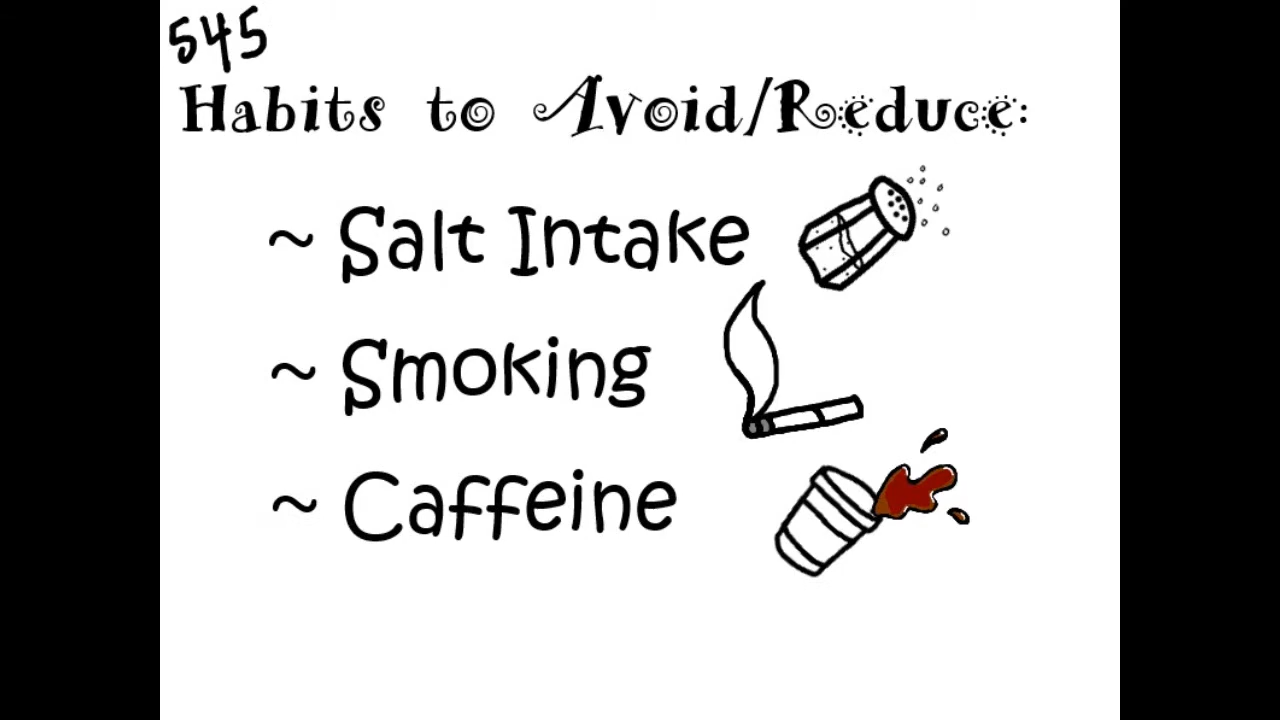 545
Habits to Avoid/Reduce:
~ Salt Intake
~ Smoking
~ Caffeine